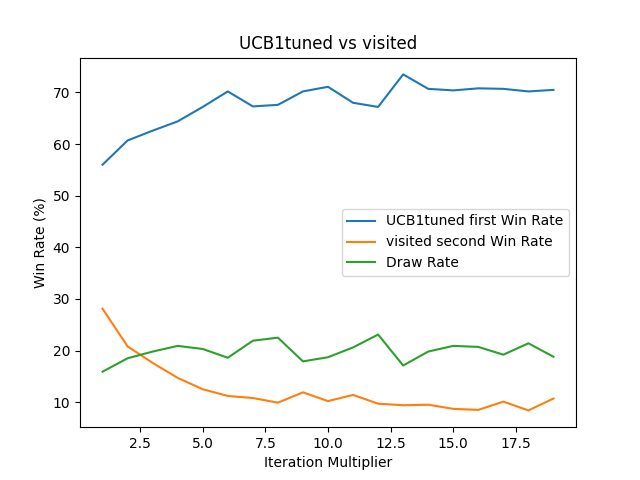 UCB1tuned vs visited
Win Rate (%)
70
60
50
40
30
20
10
UCB1tuned first Win Rate
visited second Win Rate
Draw Rate
2.5 5.0 7.5 10.0 12.5 15.0 17.5
Iteration Multiplier